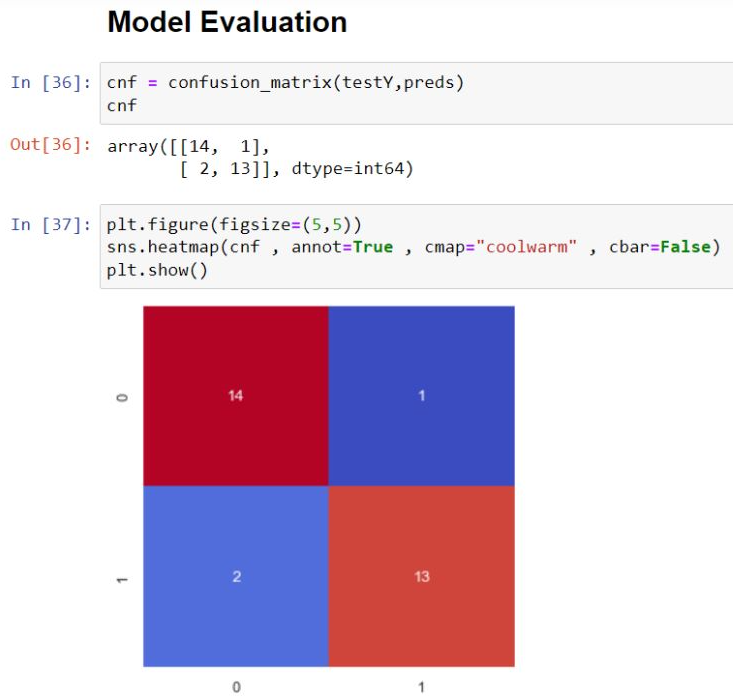 Model Evaluation
In [36]: cnf = confusion_matrix(testY,preds)
cnf
Out[36]: array([[14,  1],
[ 2, 13]], dtype=int64)
In [37]: plt.figure(figsize=(5,5))
sns.heatmap(cnf , annot=True , cmap="coolwarm" , cbar=False)
plt.show()
0 14 1
1 2 13
0 1